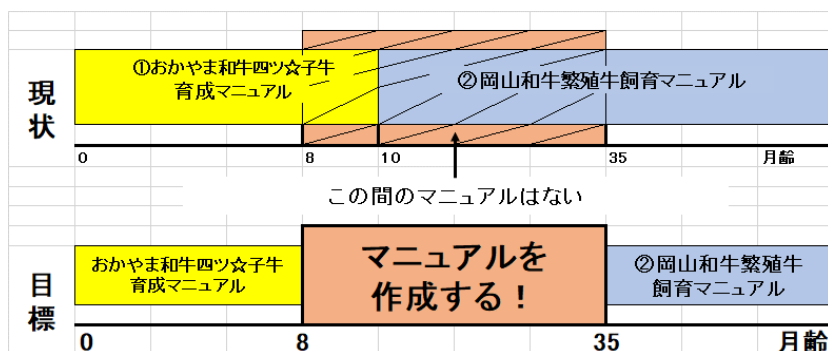 現状
①おかやま和牛四ツ☆子牛
育成マニュアル
②岡山和牛繁殖牛飼育マニュアル
0
8
10
35
月齢
この間のマニュアルはない
目標
おかやま和牛四ツ☆子牛
育成マニュアル
マニュアルを
作成する！
②岡山和牛繁殖牛
飼育マニュアル
0
8
35
月齢